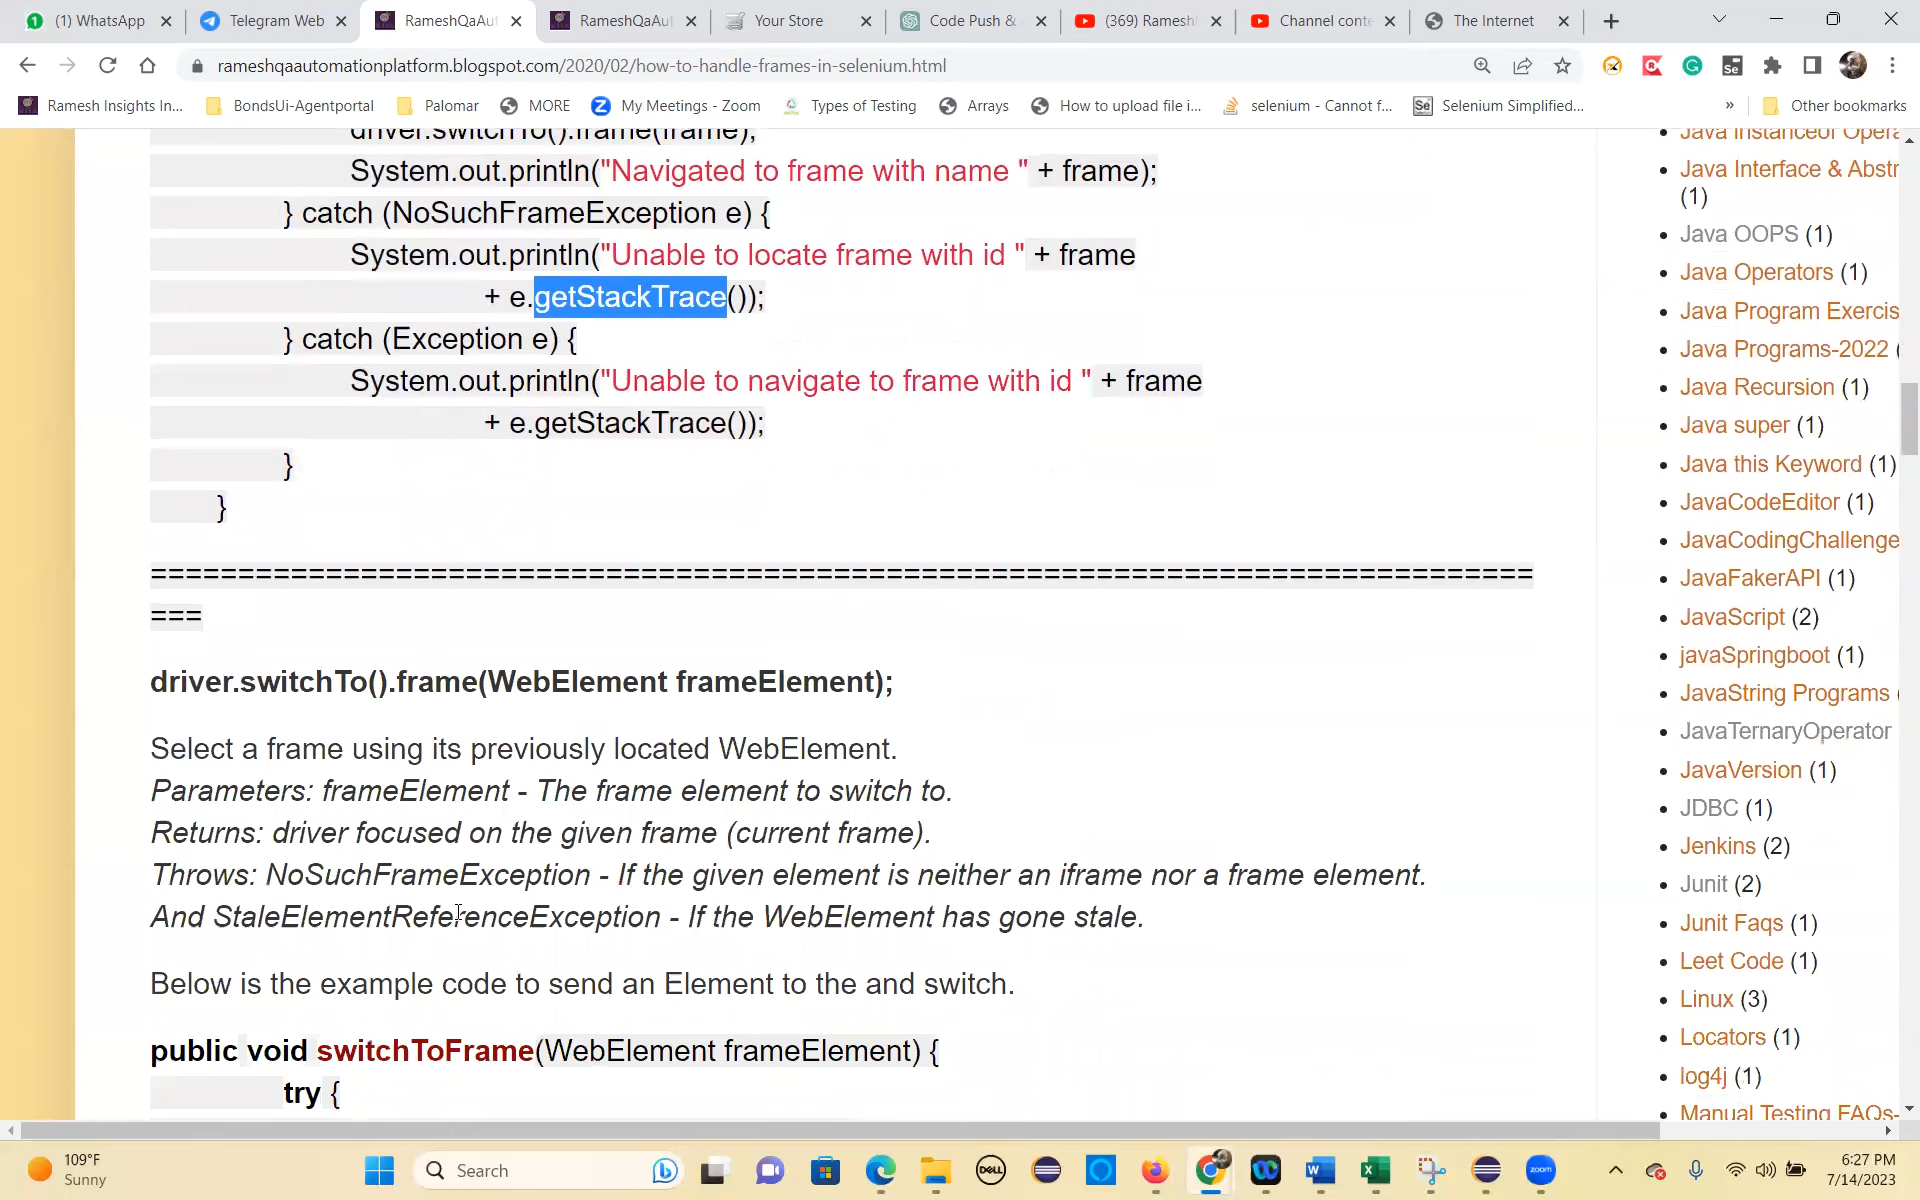 (1) WhatsApp
Telegram Web
RameshQaAut
RameshQaAut
Your Store
Code Push &
(369) Ramesh
Channel conte
The Internet
rameshqaautomationplatform.blogspot.com/2020/02/how-to-handle-frames-in-selenium.html
Ramesh Insights In...
BondsUi-Agentportal
Palomar
MORE
My Meetings - Zoom
Types of Testing
Arrays
How to upload file i...
selenium - Cannot f...
Selenium Simplified...
»
Other bookmarks
driver.switchTo().frame(frame);
System.out.println("Navigated to frame with name " + frame);
} catch (NoSuchFrameException e) {
System.out.println("Unable to locate frame with id " + frame
+ e.getStackTrace());
} catch (Exception e) {
System.out.println("Unable to navigate to frame with id " + frame
+ e.getStackTrace());
}
}
==============================================================================
===
driver.switchTo().frame(WebElement frameElement);
Select a frame using its previously located WebElement.
Parameters: frameElement - The frame element to switch to.
Returns: driver focused on the given frame (current frame).
Throws: NoSuchFrameException - If the given element is neither an iframe nor a frame element.
And StaleElementReferenceException - If the WebElement has gone stale.
Below is the example code to send an Element to the and switch.
public void switchToFrame(WebElement frameElement) {
try {
Java Instanceof Opera
Java Interface & Abstr
(1)
Java OOPS (1)
Java Operators (1)
Java Program Exercis
Java Programs-2022 (
Java Recursion (1)
Java super (1)
Java this Keyword (1)
JavaCodeEditor (1)
JavaCodingChallenge
JavaFakerAPI (1)
JavaScript (2)
javaSpringboot (1)
JavaString Programs (
JavaTernaryOperator
JavaVersion (1)
JDBC (1)
Jenkins (2)
Junit (2)
Junit Faqs (1)
Leet Code (1)
Linux (3)
Locators (1)
log4j (1)
Manual Testing FAQs-
109°F
Sunny
Search
DELL
zoom
6:27 PM
7/14/2023